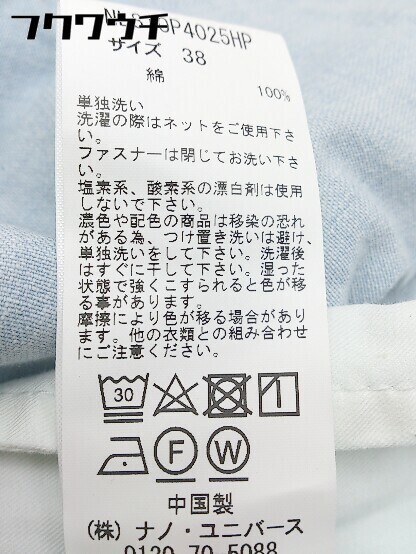 フクウクウチ
サイズ 38
綿
100%
単独洗い
洗濯の際はネットをご使用下さ
い。
ファスナーは閉じてお洗い下さ
い。
塩素系、酸素系の漂白剤は使用
しないで下さい。
濃色や配色の商品は移染の恐れ
がある為、つけ置き洗いは避け、
単独洗いをして下さい。洗濯後
はすぐに干して下さい。湿った
状態で強くこすられると色が移
る事があります。
摩擦により色が移る場合があり
ます。他の衣類との組み合わせ
にご注意ください。
30
F W
中国製
(株) ナノ・ユニバース
0120-70-5088